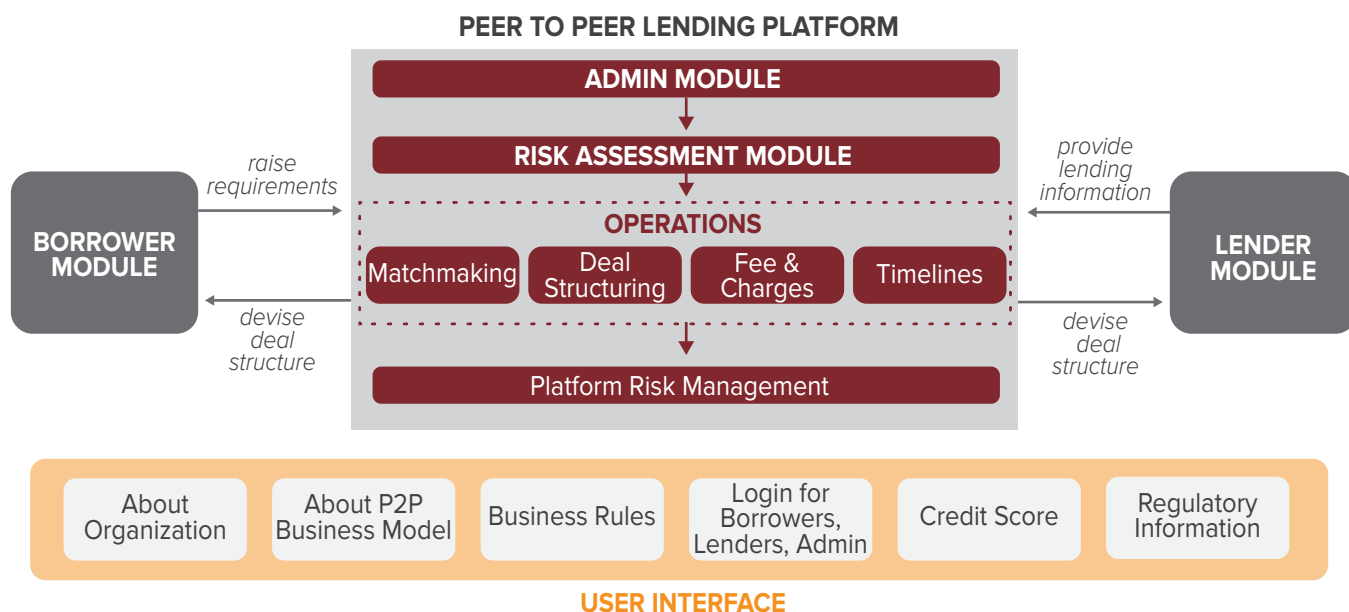 PEER TO PEER LENDING PLATFORM
ADMIN MODULE
RISK ASSESSMENT MODULE
raise
requirements
provide
lending
information
BORROWER
MODULE
OPERATIONS
Matchmaking
Deal
Structuring
Fee &
Charges
Timelines
LENDER
MODULE
devise
deal
structure
devise
deal
structure
Platform Risk Management
About
Organization
About P2P
Business Model
Business Rules
Login for
Borrowers,
Lenders, Admin
Credit Score
Regulatory
Information
USER INTERFACE